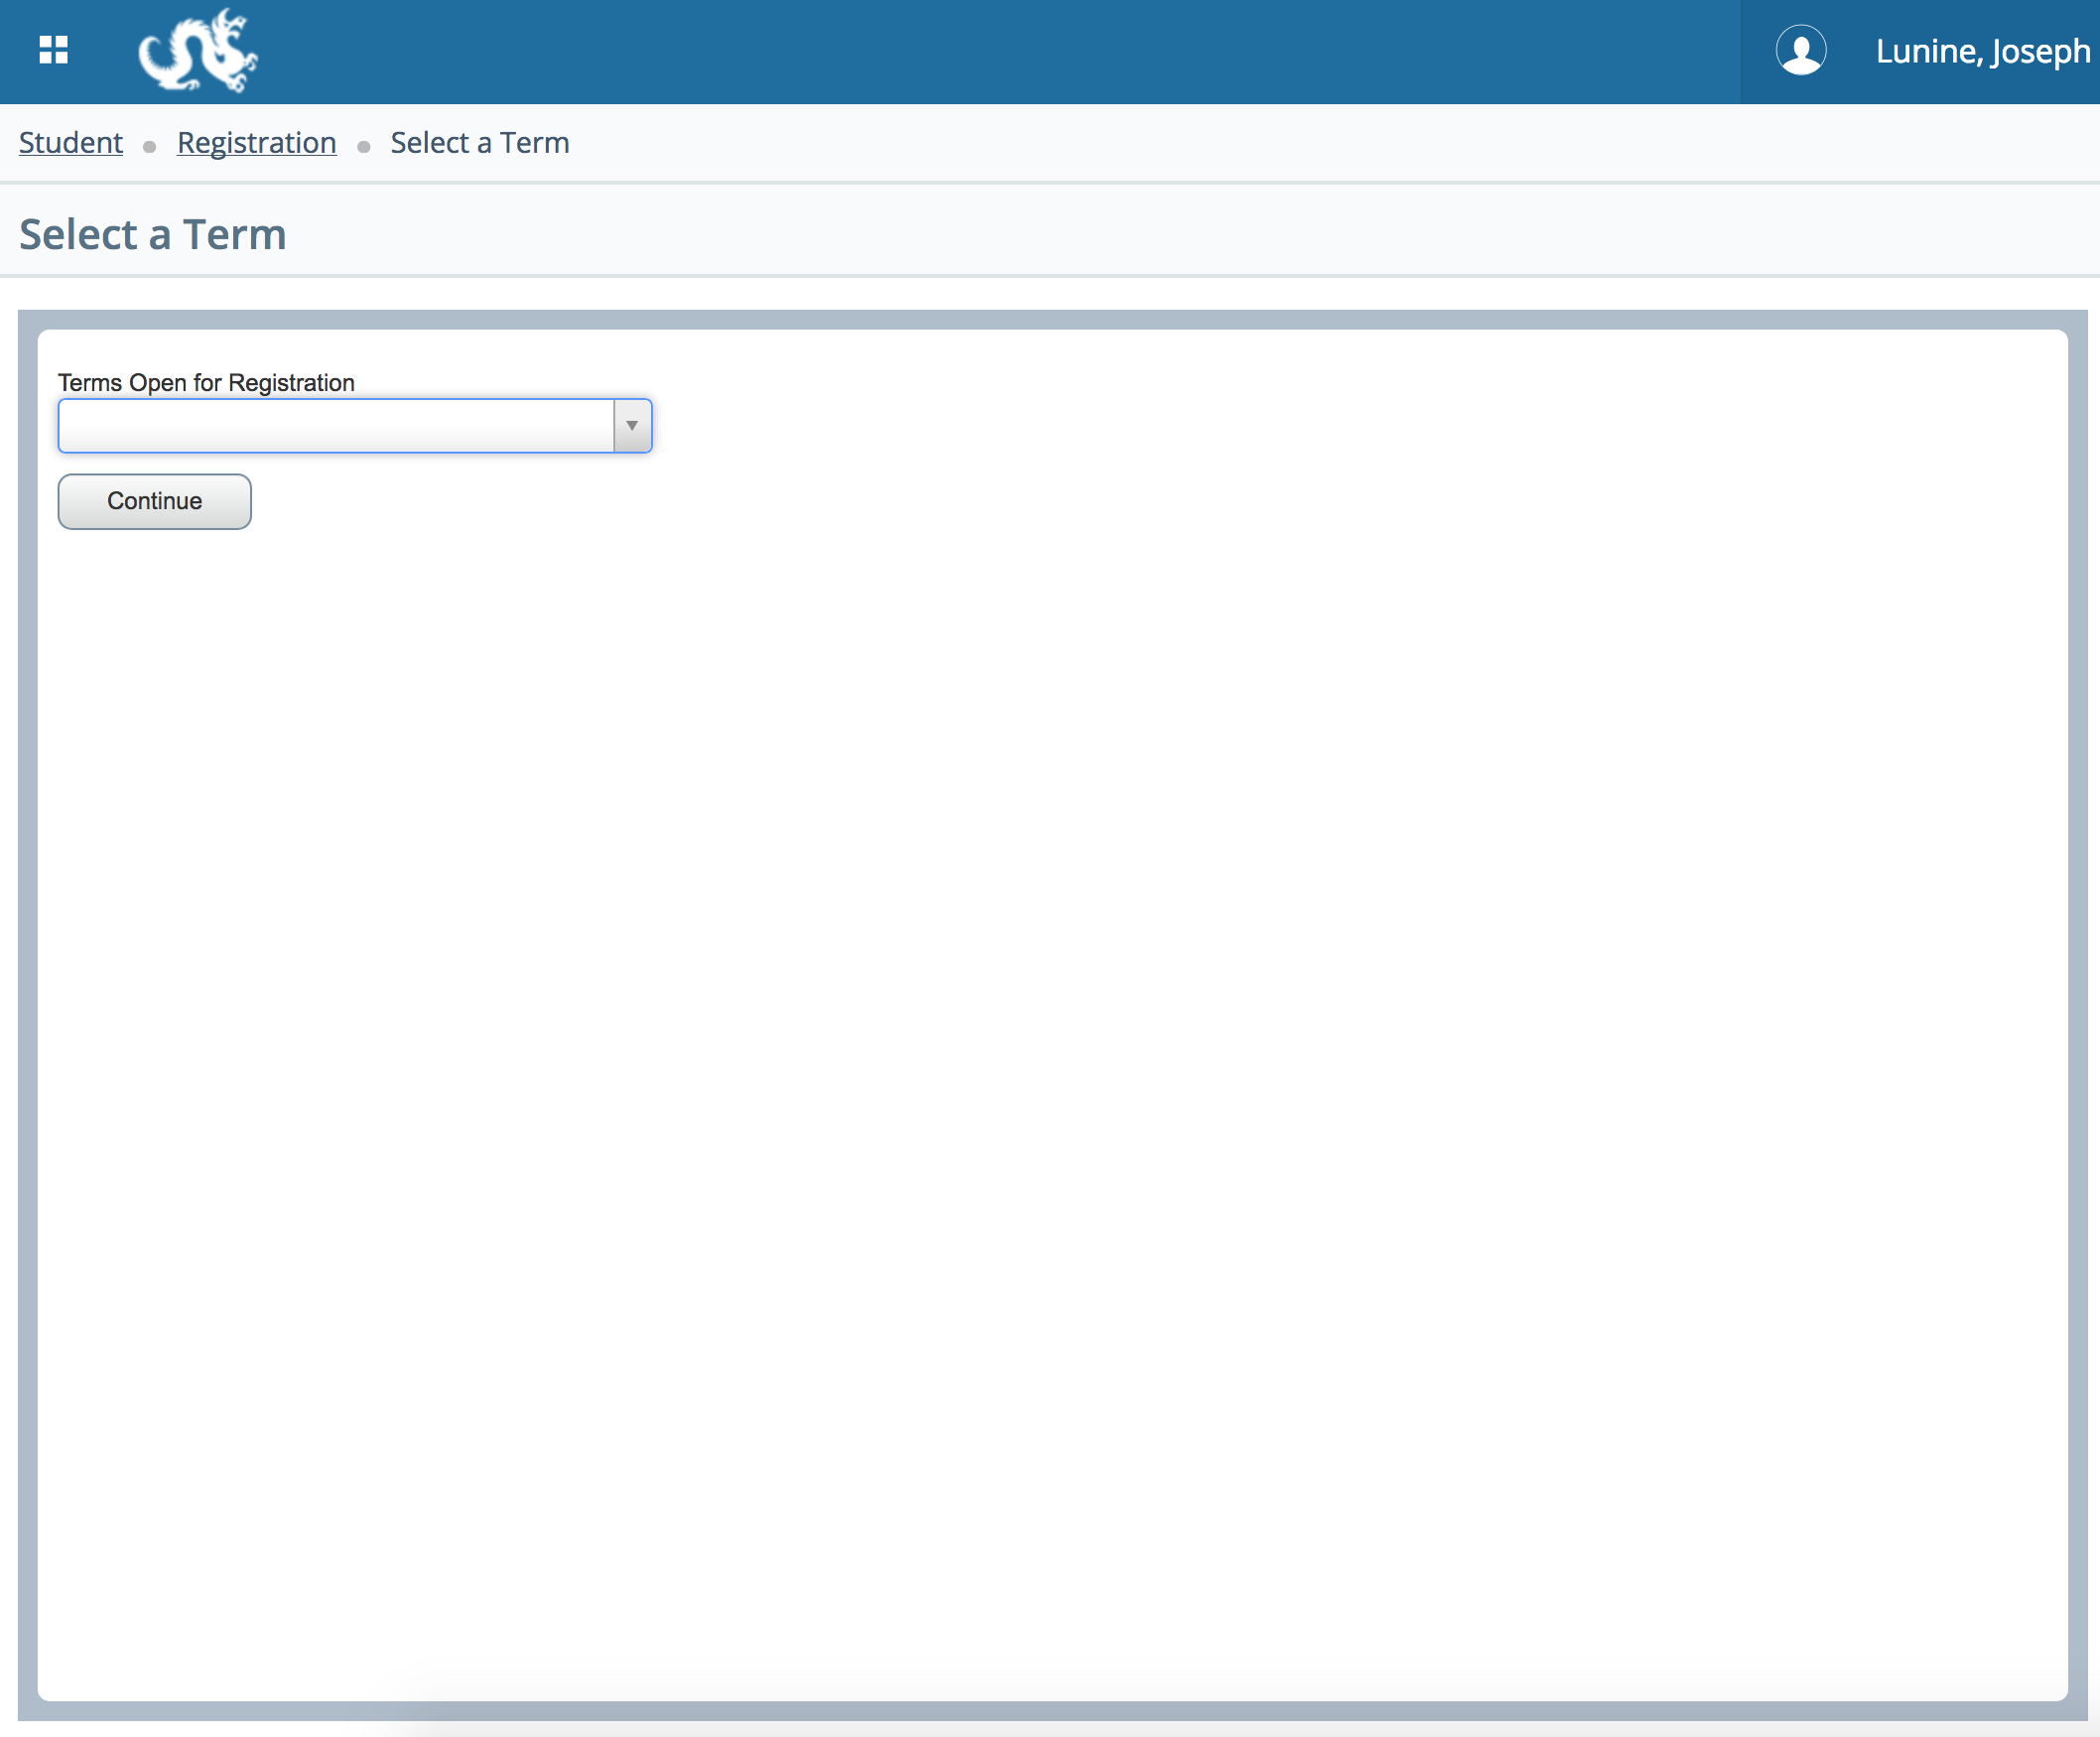 Lunine, Joseph
Student Registration Select a Term
Select a Term
Terms Open for Registration
Continue